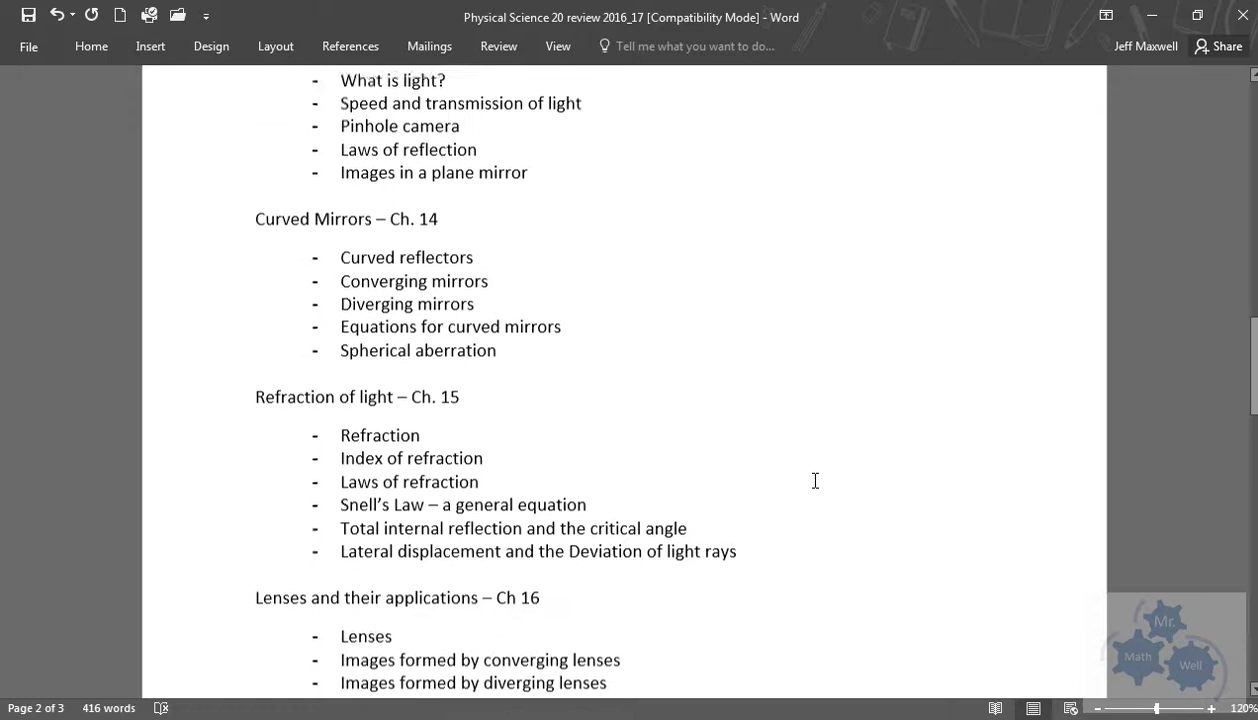 Physical Science 20 review 2016_17 [Compatibility Mode] - Word
File Home Insert Design Layout References Mailings Review View Tell me what you want to do... Jeff Maxwell Share
- What is light?
- Speed and transmission of light
- Pinhole camera
- Laws of reflection
- Images in a plane mirror
Curved Mirrors – Ch. 14
- Curved reflectors
- Converging mirrors
- Diverging mirrors
- Equations for curved mirrors
- Spherical aberration
Refraction of light – Ch. 15
- Refraction
- Index of refraction
- Laws of refraction
- Snell’s Law – a general equation
- Total internal reflection and the critical angle
- Lateral displacement and the Deviation of light rays
Lenses and their applications – Ch 16
- Lenses
- Images formed by converging lenses
- Images formed by diverging lenses
Mr.
Math
Well
Page 2 of 3 416 words 120%